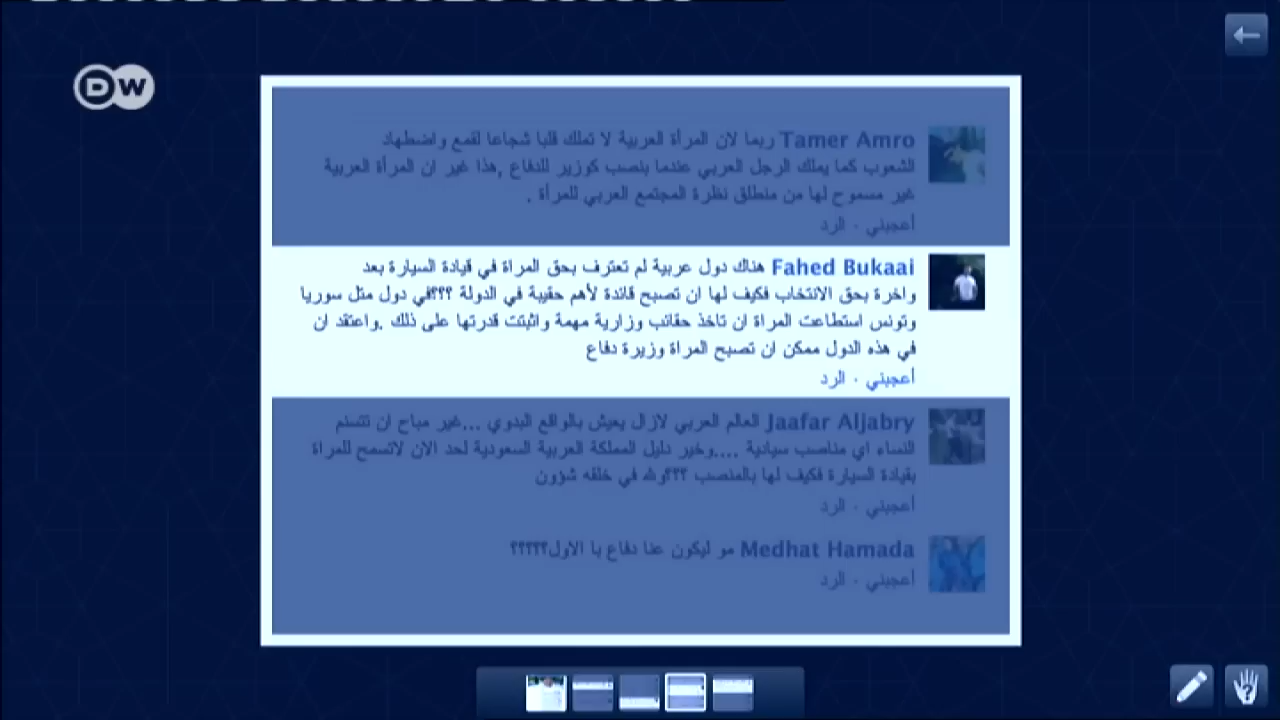 DW
Tamer Amro ربما لان المرأة العربية لا تملك قلبا شجاعا لقمع واضطهاد
الشعوب كما يملك الرجل العربي عندما ينصب كوزير للدفاع ,هذا غير ان المرأة العربية
غير مسموح لها من منطلق نظرة المجتمع العربي للمرأة .
أعجبني · الرد
Fahed Bukaai هناك دول عربية لم تعترف بحق المراة في قيادة السيارة بعد
واخرة بحق الانتخاب فكيف لها ان تصبح قائدة لأهم حقيبة في الدولة ؟؟؟في دول مثل سوريا
وتونس استطاعت المراة ان تاخذ حقائب وزارية مهمة واثبتت قدرتها على ذلك .واعتقد ان
في هذه الدول ممكن ان تصبح المراة وزيرة دفاع
أعجبني · الرد
Jaafar Aljabry العالم العربي لازال يعيش بالواقع البدوي ...غير مباح ان تتسنم
النساء اي مناصب سيادية ....وخير دليل المملكة العربية السعودية لحد الان لاتسمح للمراة
بقيادة السيارة فكيف لها بالمنصب ؟؟؟ولله في خلقه شؤون
أعجبني · الرد
Medhat Hamada مو ليكون عنا دفاع يا الاول؟؟؟؟؟
أعجبني · الرد